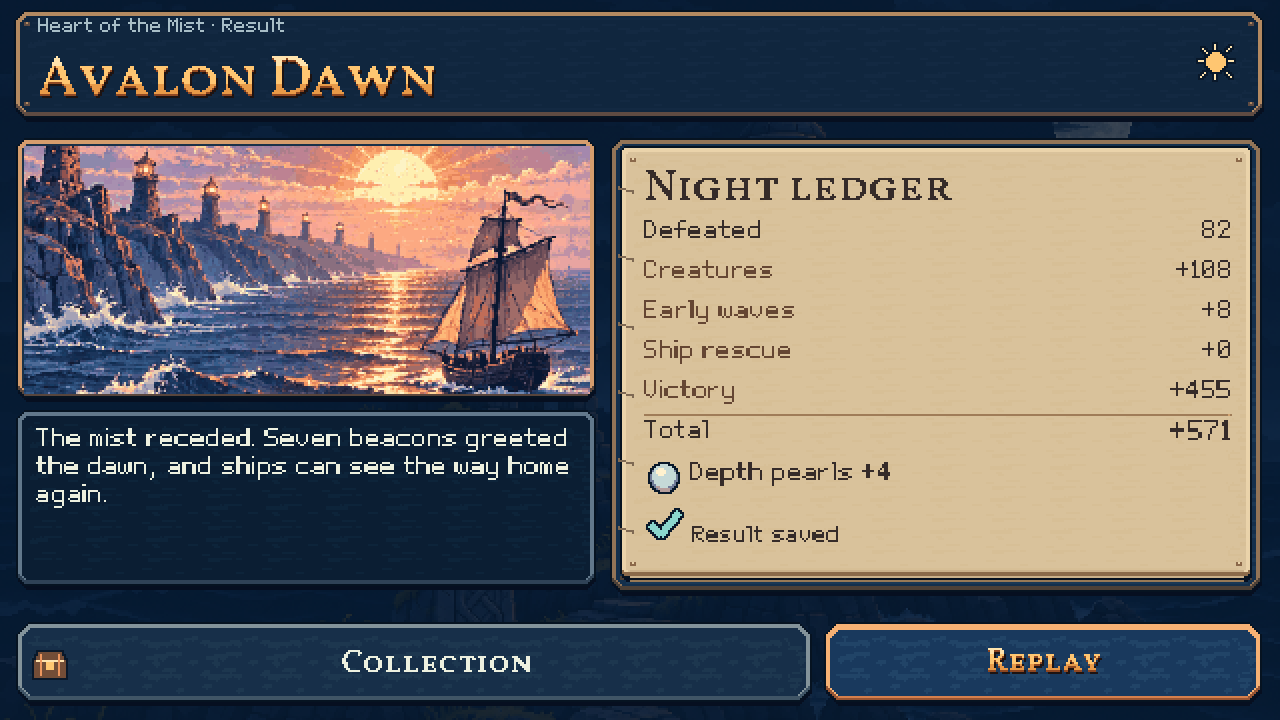 Heart of the Mist · Result
Avalon Dawn
The mist receded. Seven beacons greeted
the dawn, and ships can see the way home
again.
Night ledger
Defeated 82
Creatures +108
Early waves +8
Ship rescue +0
Victory +455
Total +571
Depth pearls +4
Result saved
Collection
Replay